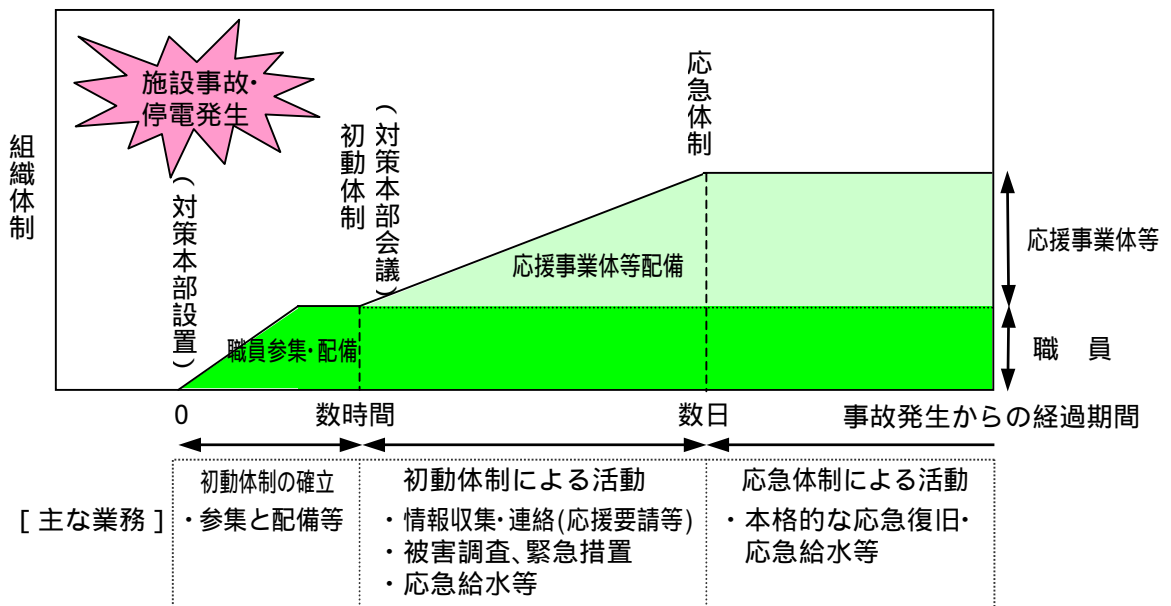 施設事故・
停電発生
組織体制
(対策本部設置)
初動体制
(対策本部会議)
応急体制
応援事業体等配備
職員参集・配備
応援事業体等
職 員
0
数時間
数日
事故発生からの経過期間
[ 主な業務 ]
初動体制の確立
・参集と配備等
初動体制による活動
・情報収集・連絡(応援要請等)
・被害調査、緊急措置
・応急給水等
応急体制による活動
・本格的な応急復旧・
応急給水等